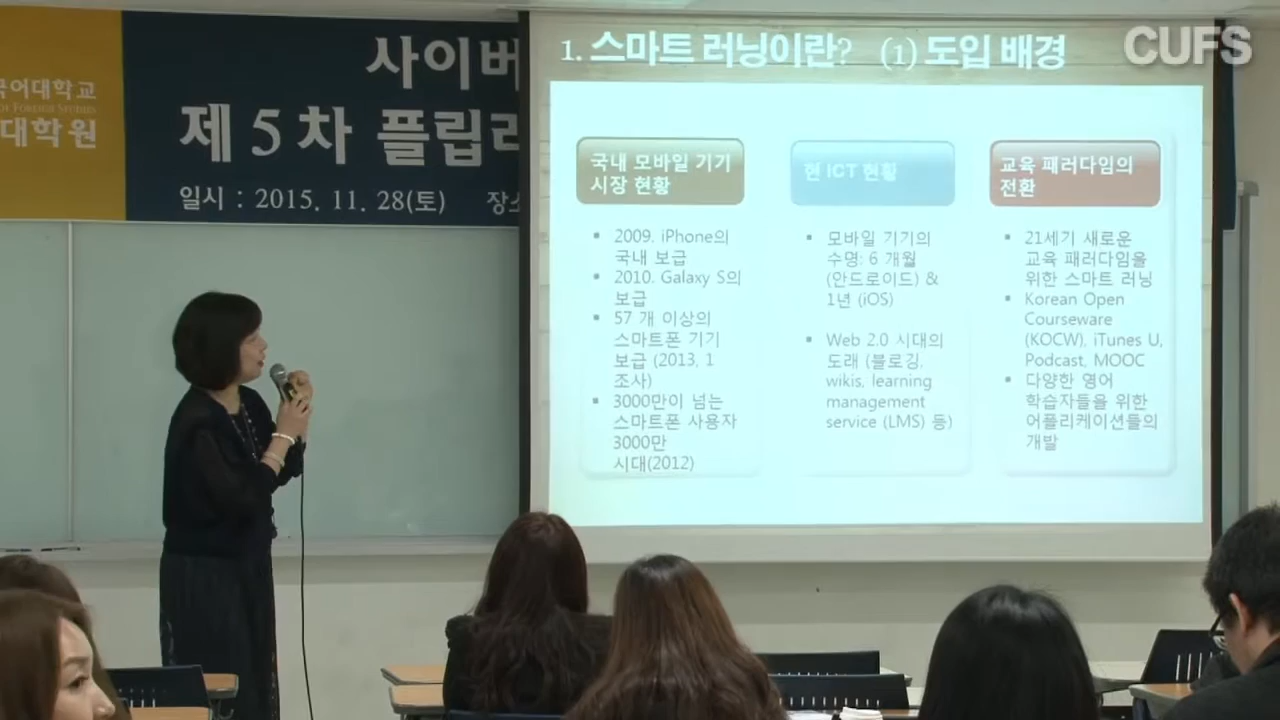 국어대학교
OF FOREIGN STUDIES
대학원
사이버
제 5 차 플립러
일시 : 2015. 11. 28(토) 장소
1. 스마트 러닝이란? (1) 도입 배경
CUFS
국내 모바일 기기
시장 현황
▪ 2009. iPhone의
국내 보급
▪ 2010. Galaxy S의
보급
▪ 57 개 이상의
스마트폰 기기
보급 (2013, 1
조사)
▪ 3000만이 넘는
스마트폰 사용자
3000만
시대(2012)
현 ICT 현황
▪ 모바일 기기의
수명: 6 개월
(안드로이드) &
1년 (iOS)
▪ Web 2.0 시대의
도래 (블로깅,
wikis, learning
management
service (LMS) 등)
교육 패러다임의
전환
▪ 21세기 새로운
교육 패러다임을
위한 스마트 러닝
▪ Korean Open
Courseware
(KOCW), iTunes U,
Podcast, MOOC
▪ 다양한 영어
학습자들을 위한
어플리케이션들의
개발